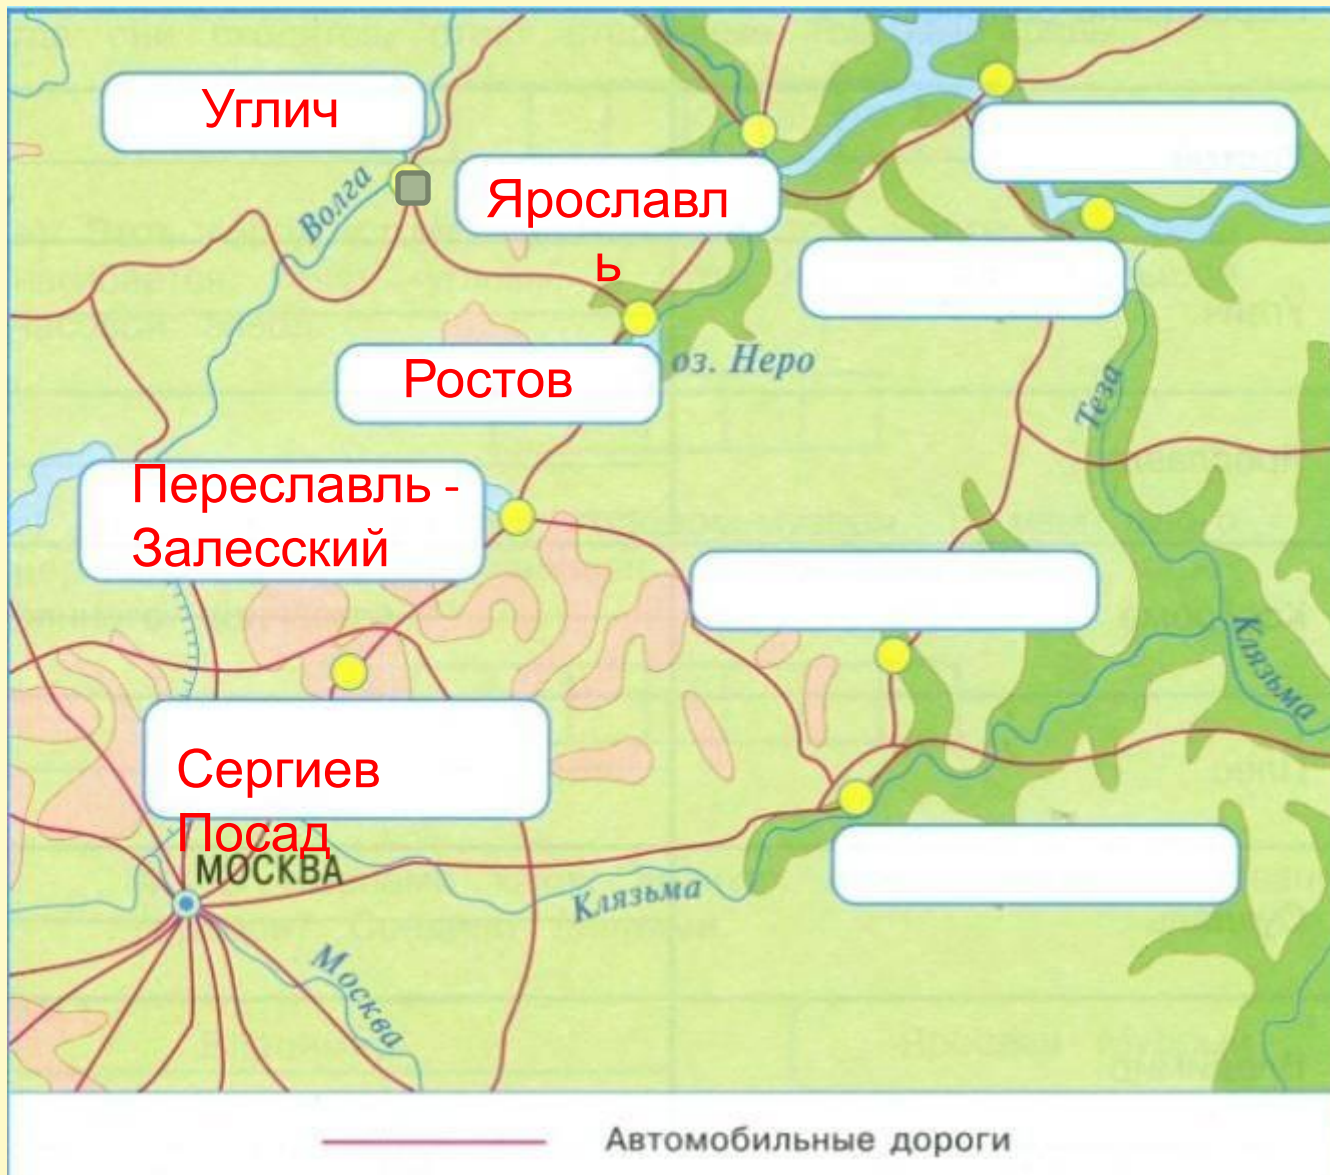 Углич
Волга
Ярославл
ь
оз. Неро
Ростов
Теза
Переславль -
Залесский
Клязьма
Сергиев
Посад
МОСКВА
Клязьма
Москва
Автомобильные дороги